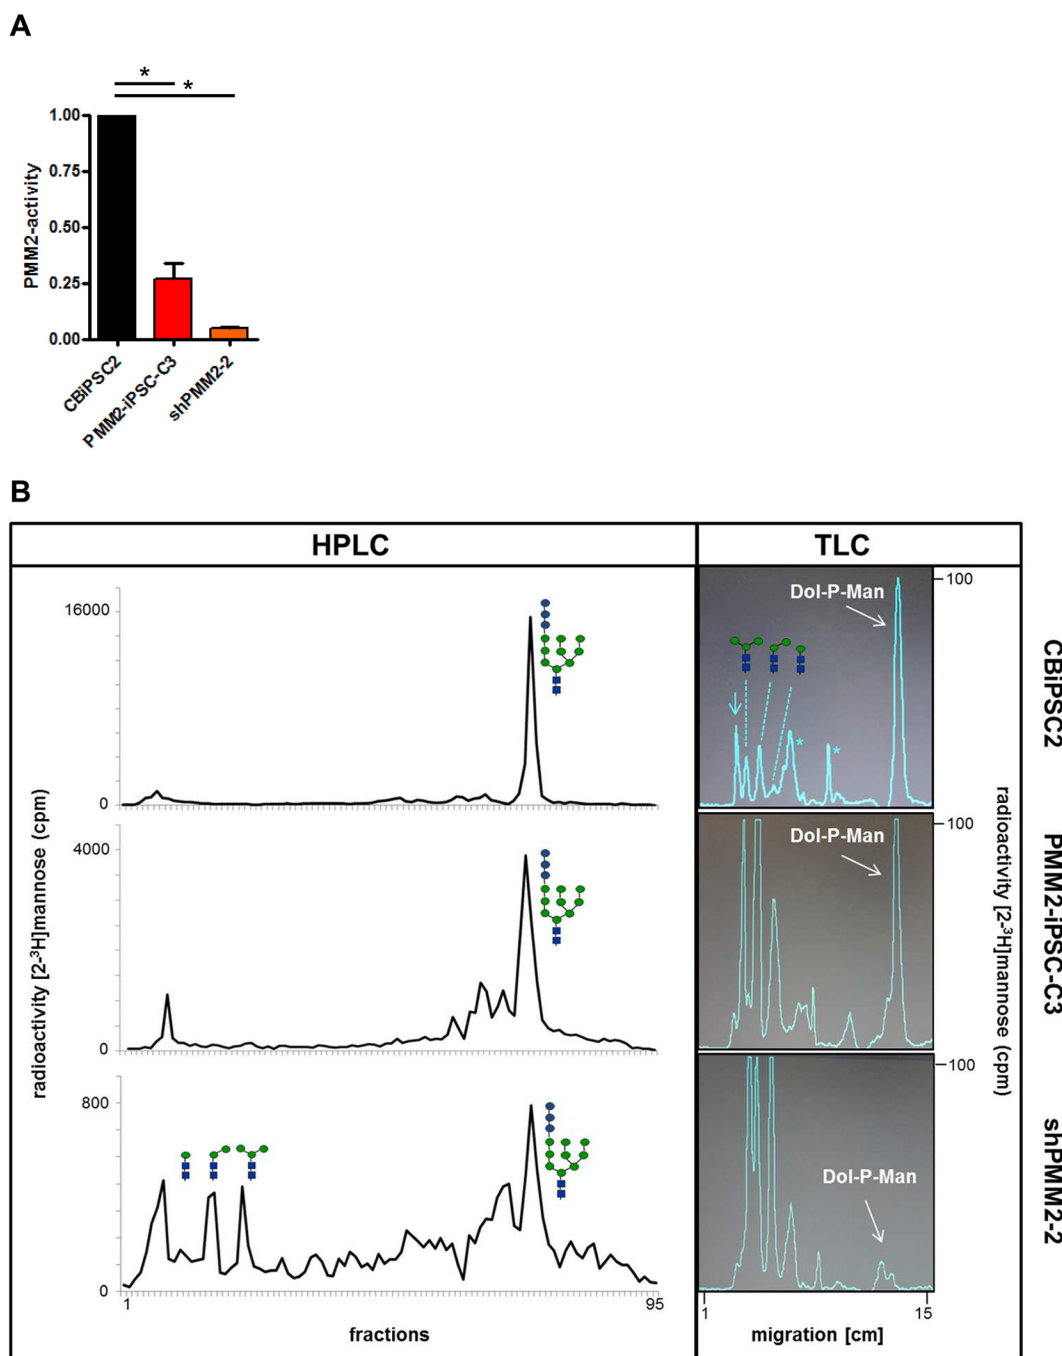 A
* *
PMM2-activity
1.00
0.75
0.50
0.25
0.00
CBiPSC2
PMM2-iPSC-C3
shPMM2-2
B
HPLC
TLC
radioactivity [2-³H]mannose (cpm)
16000
0
4000
0
800
0
1
95
fractions
Dol-P-Man
* *
100
CBiPSC2
Dol-P-Man
100
PMM2-iPSC-C3
Dol-P-Man
100
shPMM2-2
radioactivity [2-³H]mannose (cpm)
1
15
migration [cm]